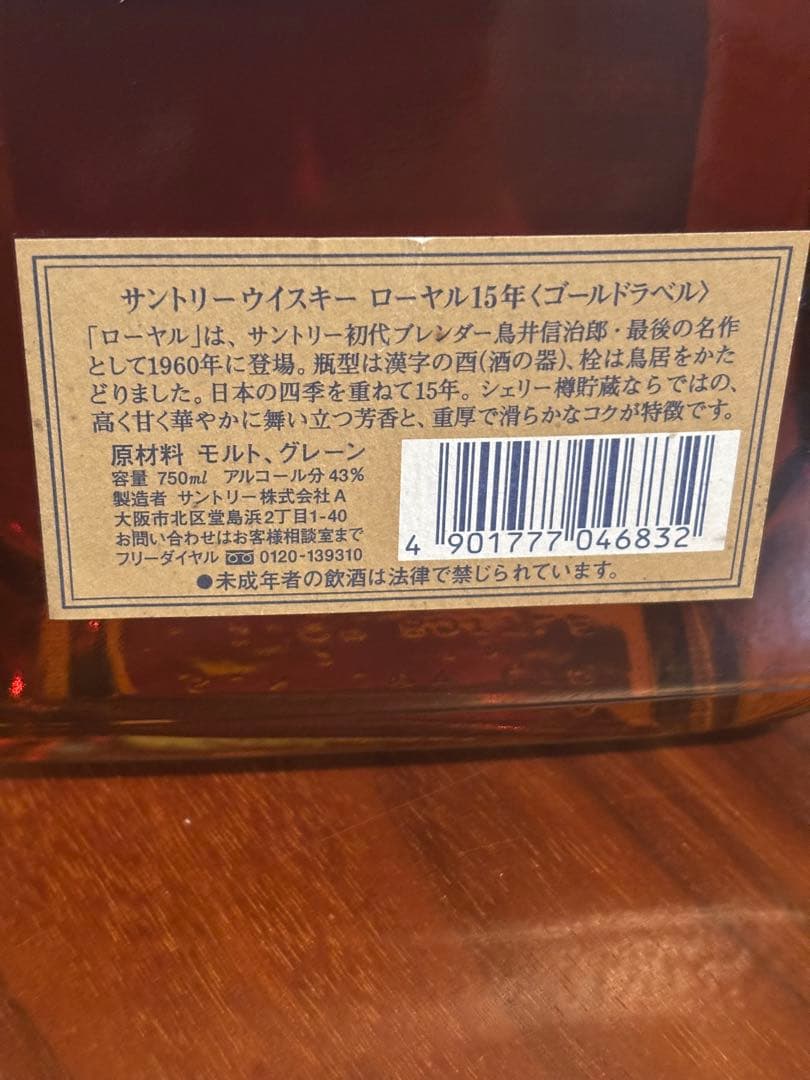 サントリーウイスキー ローヤル15年〈ゴールドラベル〉
「ローヤル」は、サントリー初代ブレンダー鳥井信治郎・最後の名作
として1960年に登場。瓶型は漢字の酉(酒の器)、栓は鳥居をかた
どりました。日本の四季を重ねて15年。シェリー樽貯蔵ならではの、
高く甘く華やかに舞い立つ芳香と、重厚で滑らかなコクが特徴です。
原材料 モルト、グレーン
容量 750ml アルコール分43%
製造者 サントリー株式会社A
大阪市北区堂島浜2丁目1-40
お問い合わせはお客様相談室まで
フリーダイヤル 0120-139310
4 901777 046832
●未成年者の飲酒は法律で禁じられています。